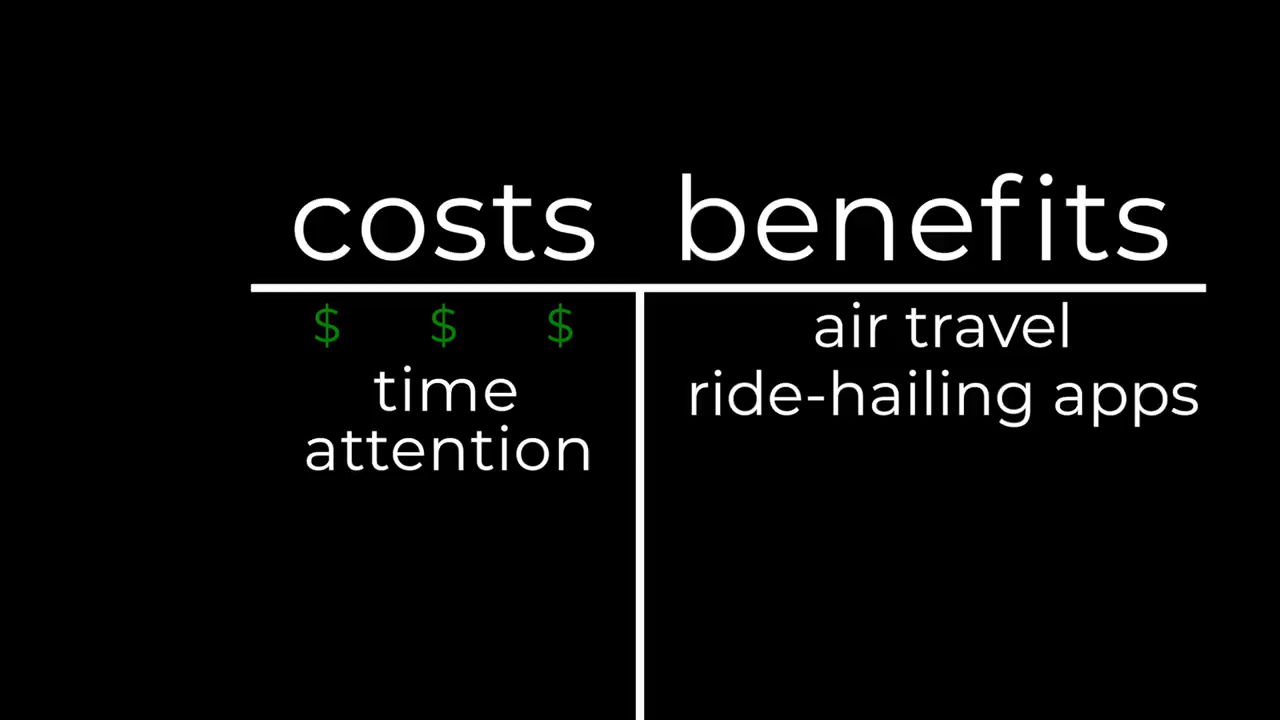 costs benefits
$ $ $ air travel
time ride-hailing apps
attention